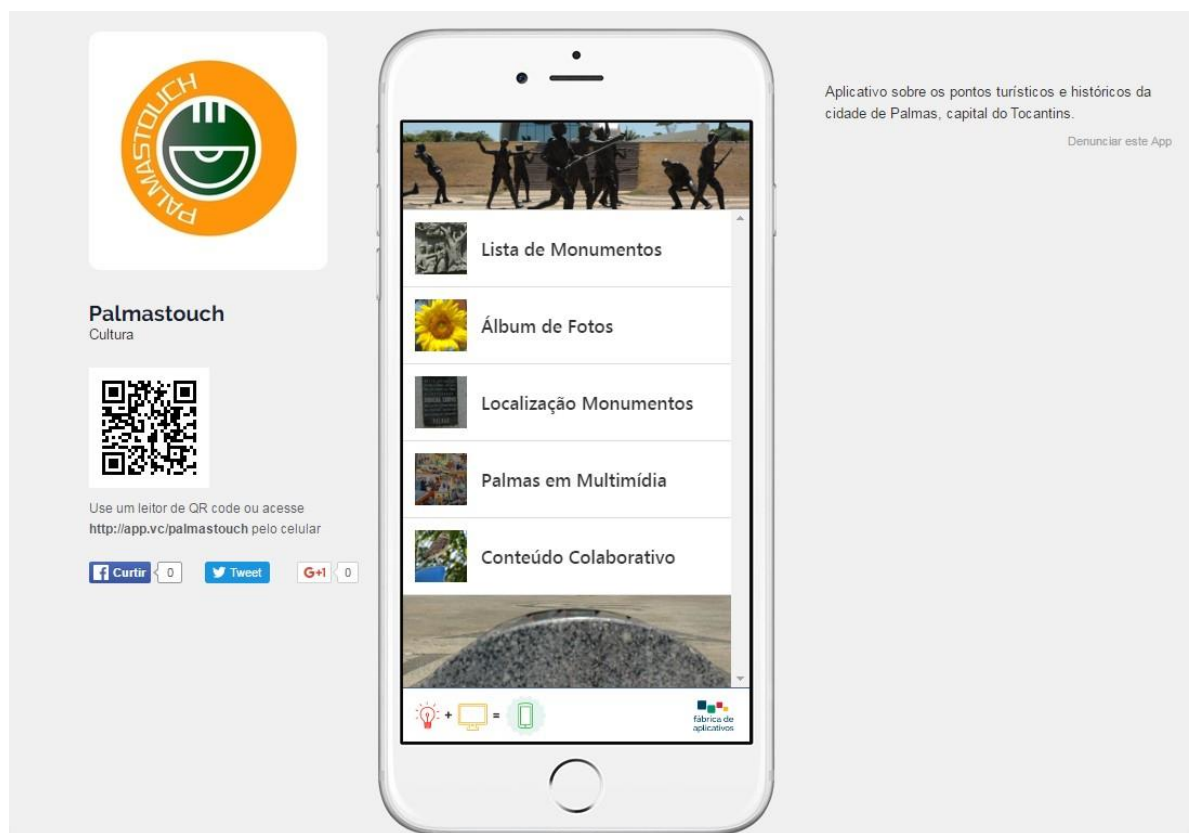 PALMASTOUCH
Palmastouch
Cultura
Use um leitor de QR code ou acesse
http://app.vc/palmastouch pelo celular
Curtir 0 Tweet G+1 0
Lista de Monumentos
Álbum de Fotos
Localização Monumentos
Palmas em Multimídia
Conteúdo Colaborativo
+ =
fábrica de
aplicativos
Aplicativo sobre os pontos turísticos e históricos da
cidade de Palmas, capital do Tocantins.
Denunciar este App